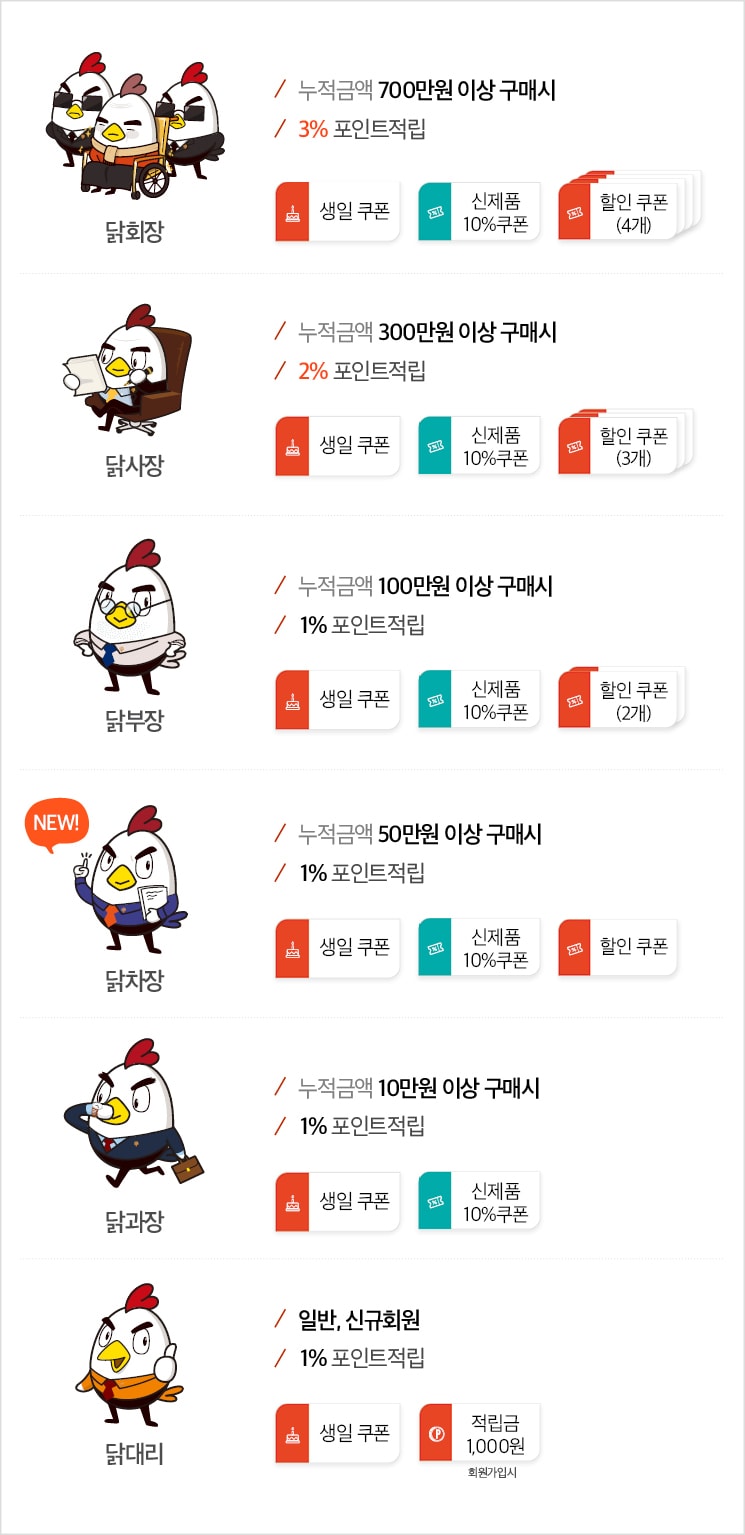 누적금액 700만원 이상 구매시
3% 포인트적립
생일 쿠폰
신제품
10%쿠폰
할인 쿠폰
(4개)
닭회장
누적금액 300만원 이상 구매시
2% 포인트적립
생일 쿠폰
신제품
10%쿠폰
할인 쿠폰
(3개)
닭사장
누적금액 100만원 이상 구매시
1% 포인트적립
생일 쿠폰
신제품
10%쿠폰
할인 쿠폰
(2개)
닭부장
NEW!
누적금액 50만원 이상 구매시
1% 포인트적립
생일 쿠폰
신제품
10%쿠폰
할인 쿠폰
닭차장
누적금액 10만원 이상 구매시
1% 포인트적립
생일 쿠폰
신제품
10%쿠폰
닭과장
일반, 신규회원
1% 포인트적립
생일 쿠폰
적립금
1,000원
회원가입시
닭대리